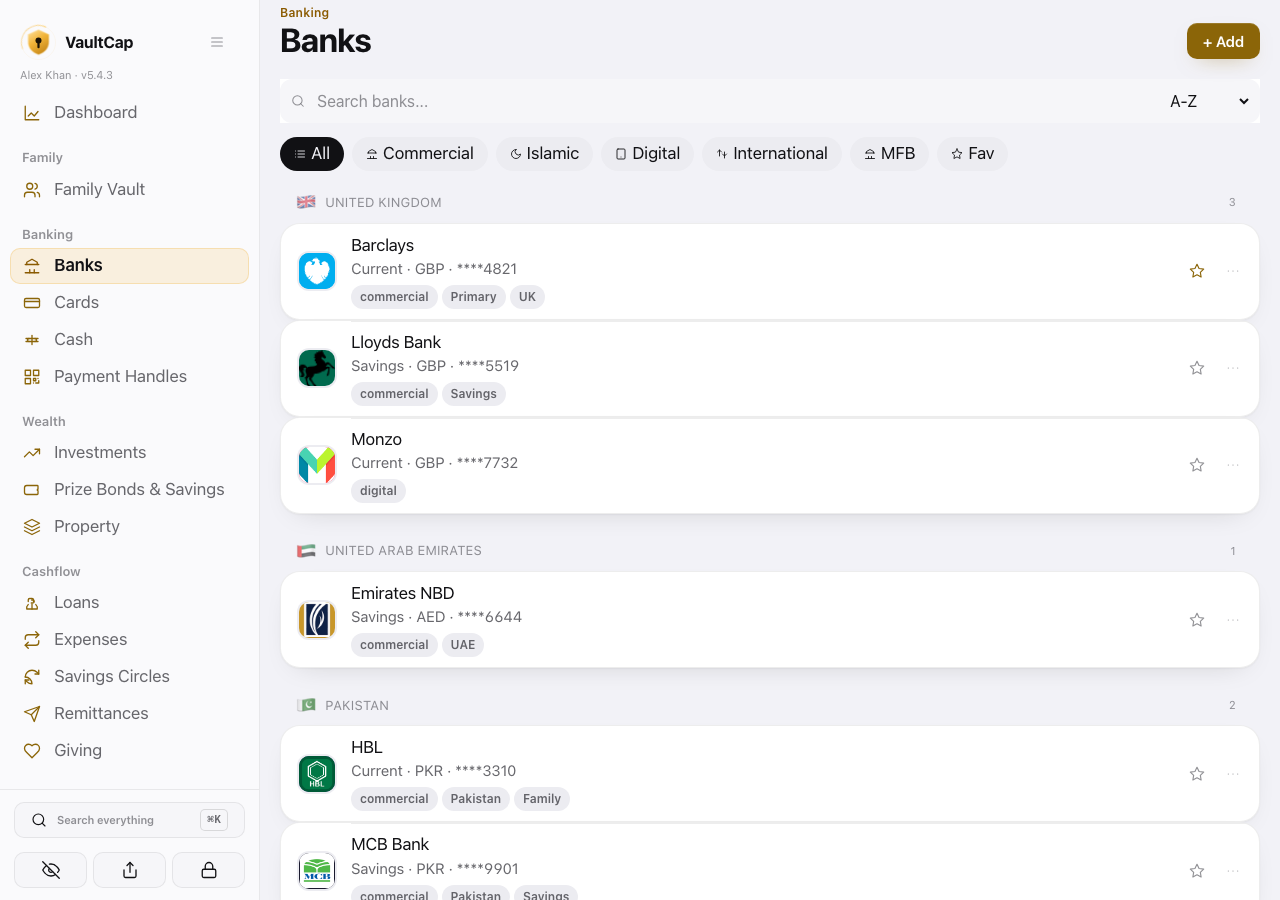 VaultCap
Alex Khan · v5.4.3
Dashboard
Family
Family Vault
Banking
Banks
Cards
Cash
Payment Handles
Wealth
Investments
Prize Bonds & Savings
Property
Cashflow
Loans
Expenses
Savings Circles
Remittances
Giving
Search everything ⌘K
Banking
Banks
+ Add
Search banks... A-Z
All Commercial Islamic Digital International MFB Fav
UNITED KINGDOM 3
Barclays
Current · GBP · ****4821
commercial Primary UK
Lloyds Bank
Savings · GBP · ****5519
commercial Savings
Monzo
Current · GBP · ****7732
digital
UNITED ARAB EMIRATES 1
Emirates NBD
Savings · AED · ****6644
commercial UAE
PAKISTAN 2
HBL
HBL
Current · PKR · ****3310
commercial Pakistan Family
MCB Bank
MCB
Savings · PKR · ****9901
commercial Pakistan Savings